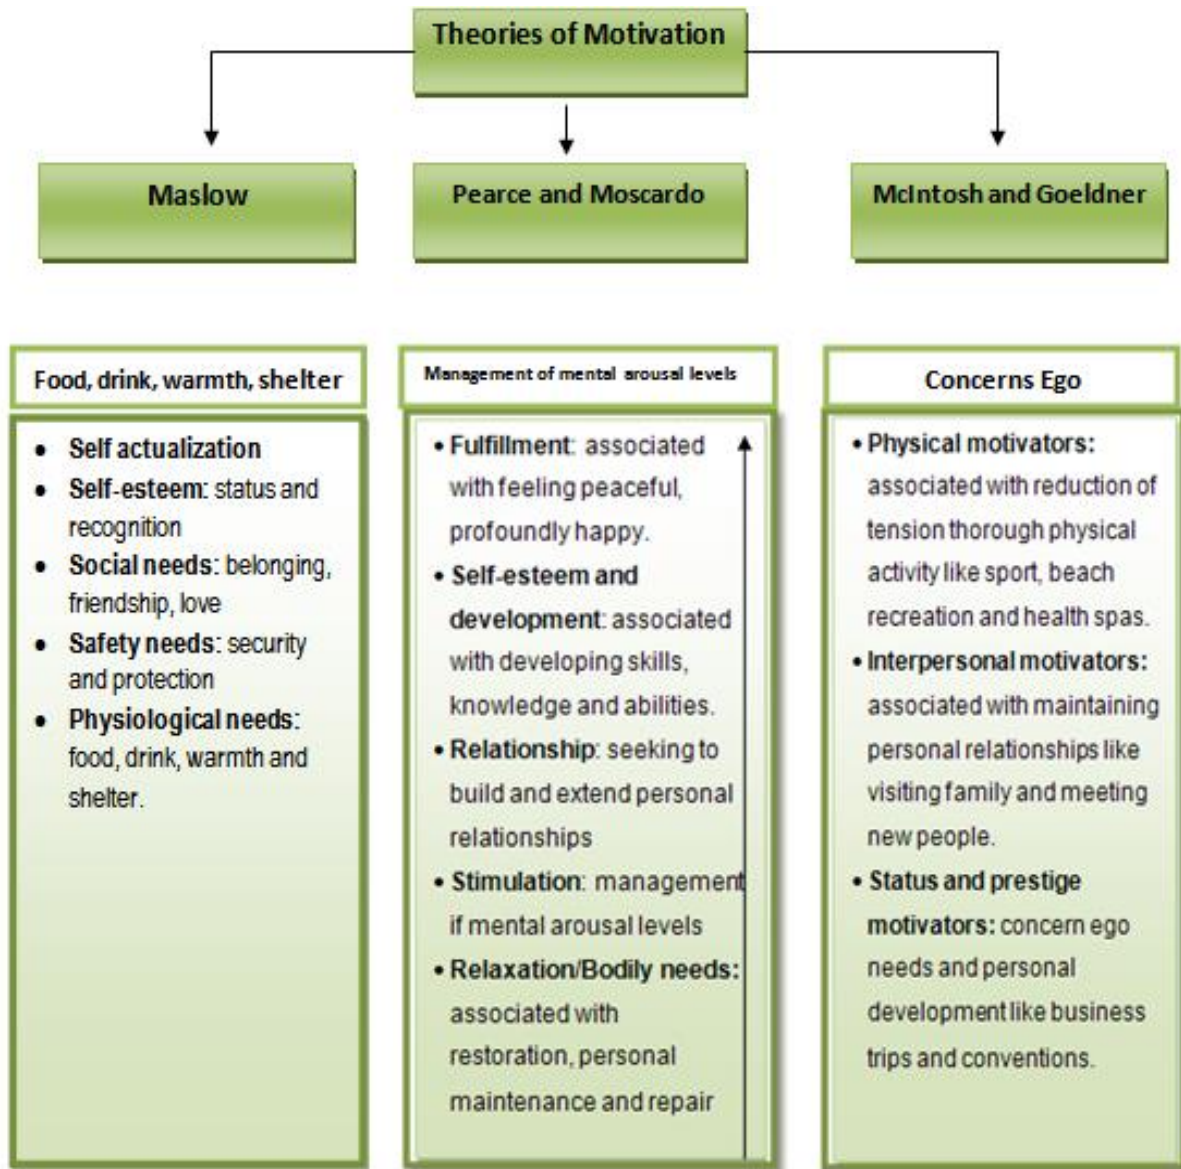 Theories of Motivation
Maslow
Pearce and Moscardo
McIntosh and Goeldner
Food, drink, warmth, shelter
• Self actualization
• Self-esteem: status and
recognition
• Social needs: belonging,
friendship, love
• Safety needs: security
and protection
• Physiological needs:
food, drink, warmth and
shelter.
Management of mental arousal levels
• Fulfillment: associated
with feeling peaceful,
profoundly happy.
• Self-esteem and
development: associated
with developing skills,
knowledge and abilities.
• Relationship: seeking to
build and extend personal
relationships
• Stimulation: management
if mental arousal levels
• Relaxation/Bodily needs:
associated with
restoration, personal
maintenance and repair
Concerns Ego
• Physical motivators:
associated with reduction of
tension thorough physical
activity like sport, beach
recreation and health spas.
• Interpersonal motivators:
associated with maintaining
personal relationships like
visiting family and meeting
new people.
• Status and prestige
motivators: concern ego
needs and personal
development like business
trips and conventions.